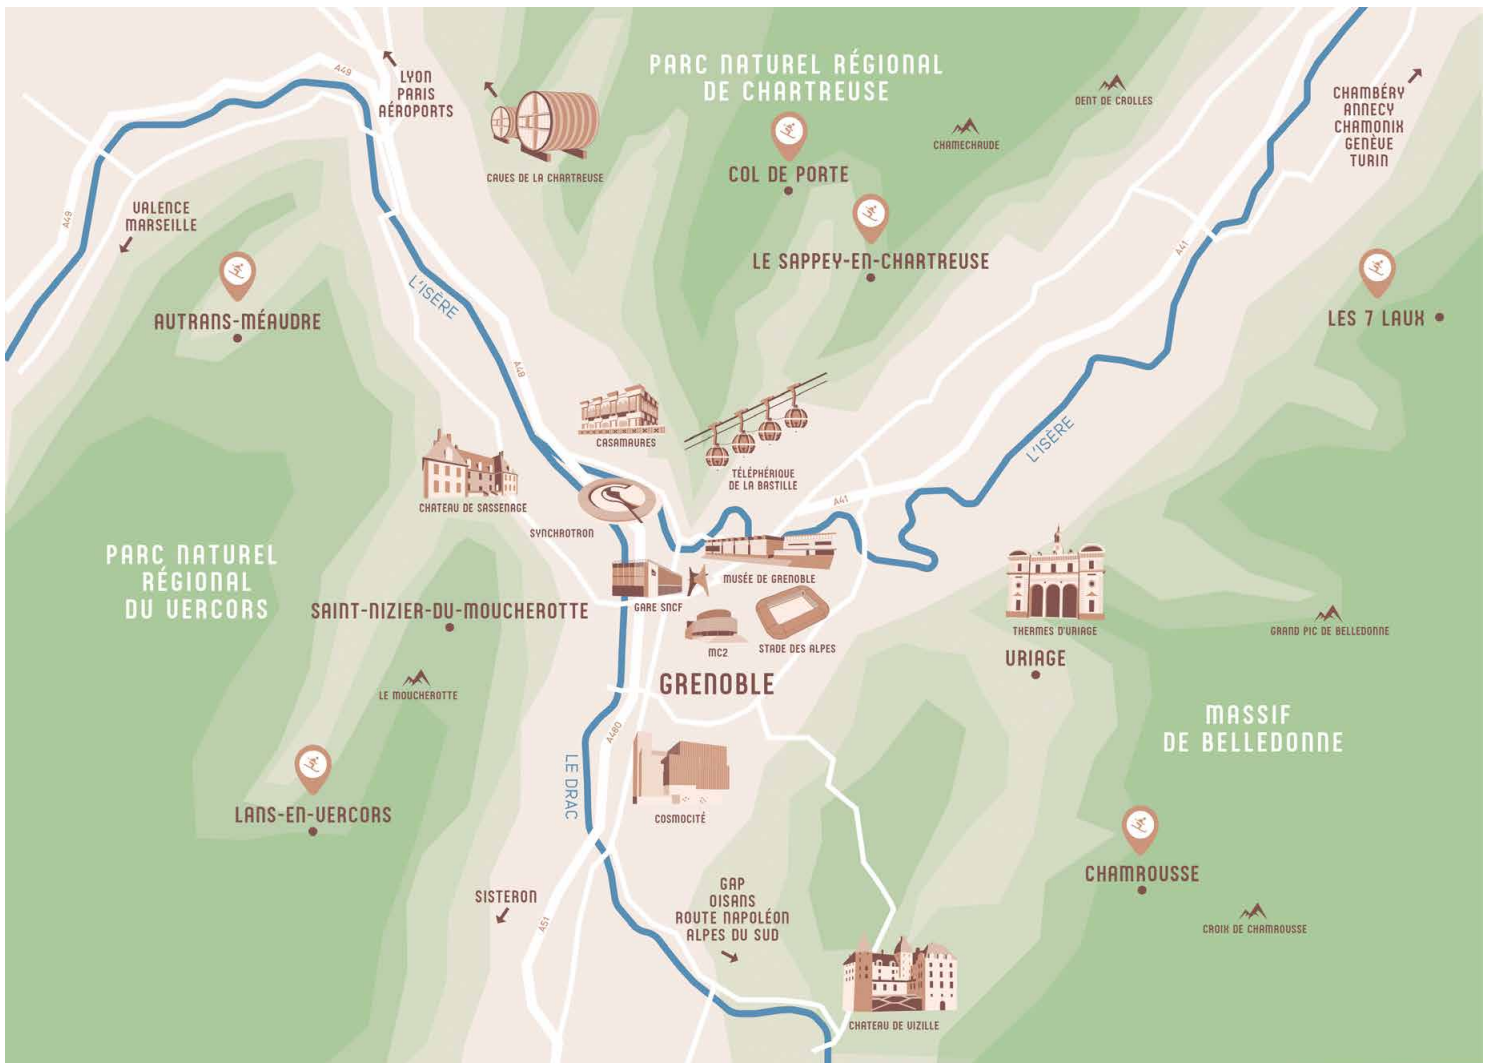 A49
LYON
PARIS
AÉROPORTS
PARC NATUREL RÉGIONAL
DE CHARTREUSE
DENT DE CROLLES
CHAMBÉRY
ANNECY
CHAMONIX
GENÈVE
TURIN
CHAMECHAUDE
CAVES DE LA CHARTREUSE
COL DE PORTE
A49
VALENCE
MARSEILLE
LE SAPPEY-EN-CHARTREUSE
A41
L'ISÈRE
AUTRANS-MÉAUDRE
LES 7 LAUX
A48
CASAMAURES
L'ISÈRE
TÉLÉPHÉRIQUE
DE LA BASTILLE
CHATEAU DE SASSENAGE
A41
SYNCHROTRON
PARC NATUREL
RÉGIONAL
DU VERCORS
MUSÉE DE GRENOBLE
SAINT-NIZIER-DU-MOUCHEROTTE
GARE SNCF
THERMES D'URIAGE
GRAND PIC DE BELLEDONNE
MC2
STADE DES ALPES
URIAGE
LE MOUCHEROTTE
GRENOBLE
MASSIF
DE BELLEDONNE
A480
LE DRAC
LANS-EN-VERCORS
COSMOCITÉ
CHAMROUSSE
SISTERON
GAP
OISANS
ROUTE NAPOLÉON
ALPES DU SUD
A51
CROIX DE CHAMROUSSE
CHATEAU DE VIZILLE